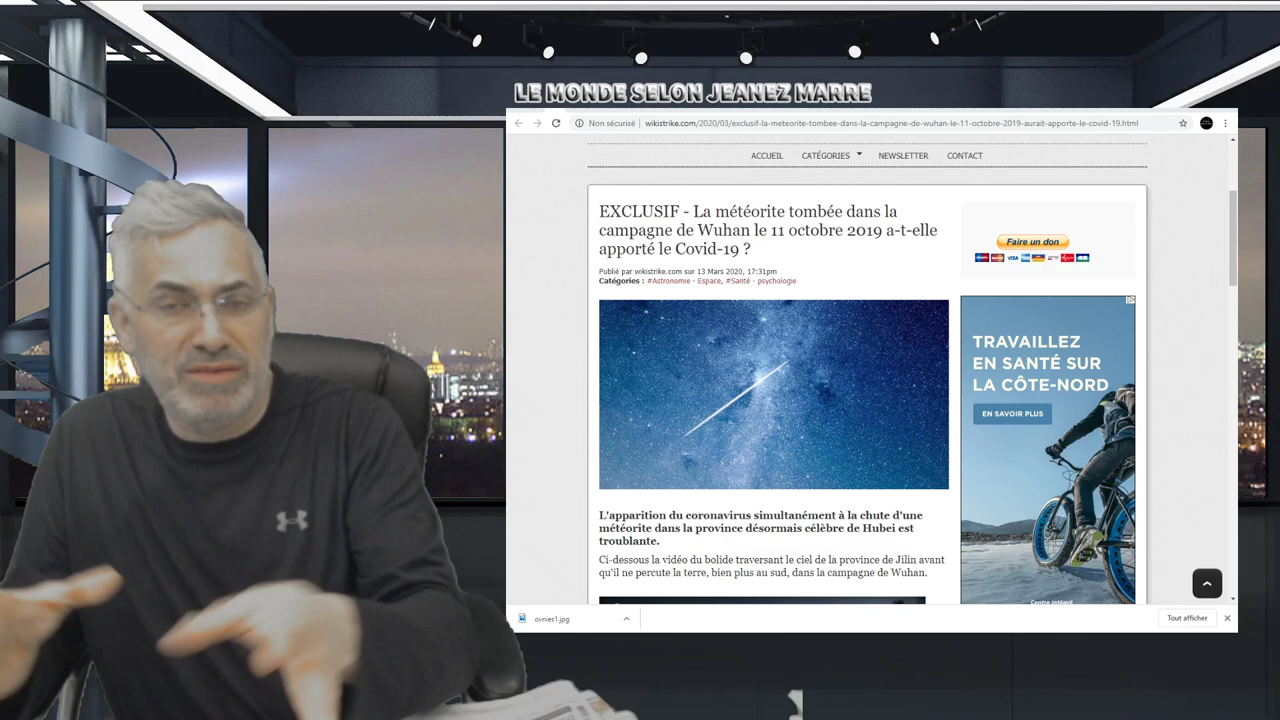 LE MONDE SELON JEANEZ MARRE
Non sécurisé | wikistrike.com/2020/03/exclusif-la-meteorite-tombee-dans-la-campagne-de-wuhan-le-11-octobre-2019-aurait-apporte-le-covid-19.html
ACCUEIL CATÉGORIES NEWSLETTER CONTACT
EXCLUSIF - La météorite tombée dans la
campagne de Wuhan le 11 octobre 2019 a-t-elle
apporté le Covid-19 ?
Publié par wikistrike.com sur 13 Mars 2020, 17:31pm
Catégories : #Astronomie - Espace, #Santé - psychologie
L'apparition du coronavirus simultanément à la chute d'une
météorite dans la province désormais célèbre de Hubei est
troublante.
Ci-dessous la vidéo du bolide traversant le ciel de la province de Jilin avant
qu'il ne percute la terre, bien plus au sud, dans la campagne de Wuhan.
Faire un don
VISA
TRAVAILLEZ
EN SANTÉ SUR
LA CÔTE-NORD
EN SAVOIR PLUS
Centre intégré
ovnies1.jpg
Tout afficher